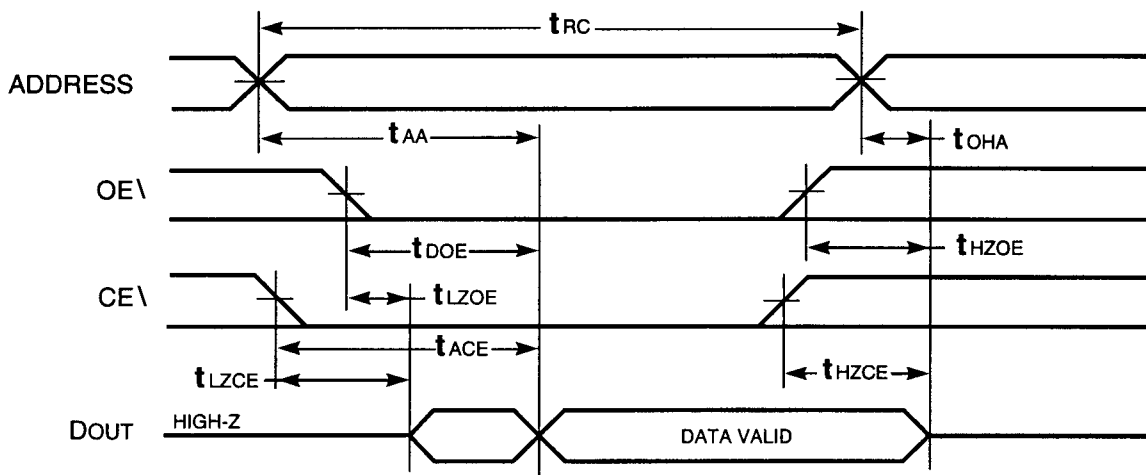 tRC
ADDRESS
tAA
tOHA
OE\
tDOE
tHZOE
CE\
tLZOE
tACE
tLZCE
tHZCE
DOUT
HIGH-Z
DATA VALID